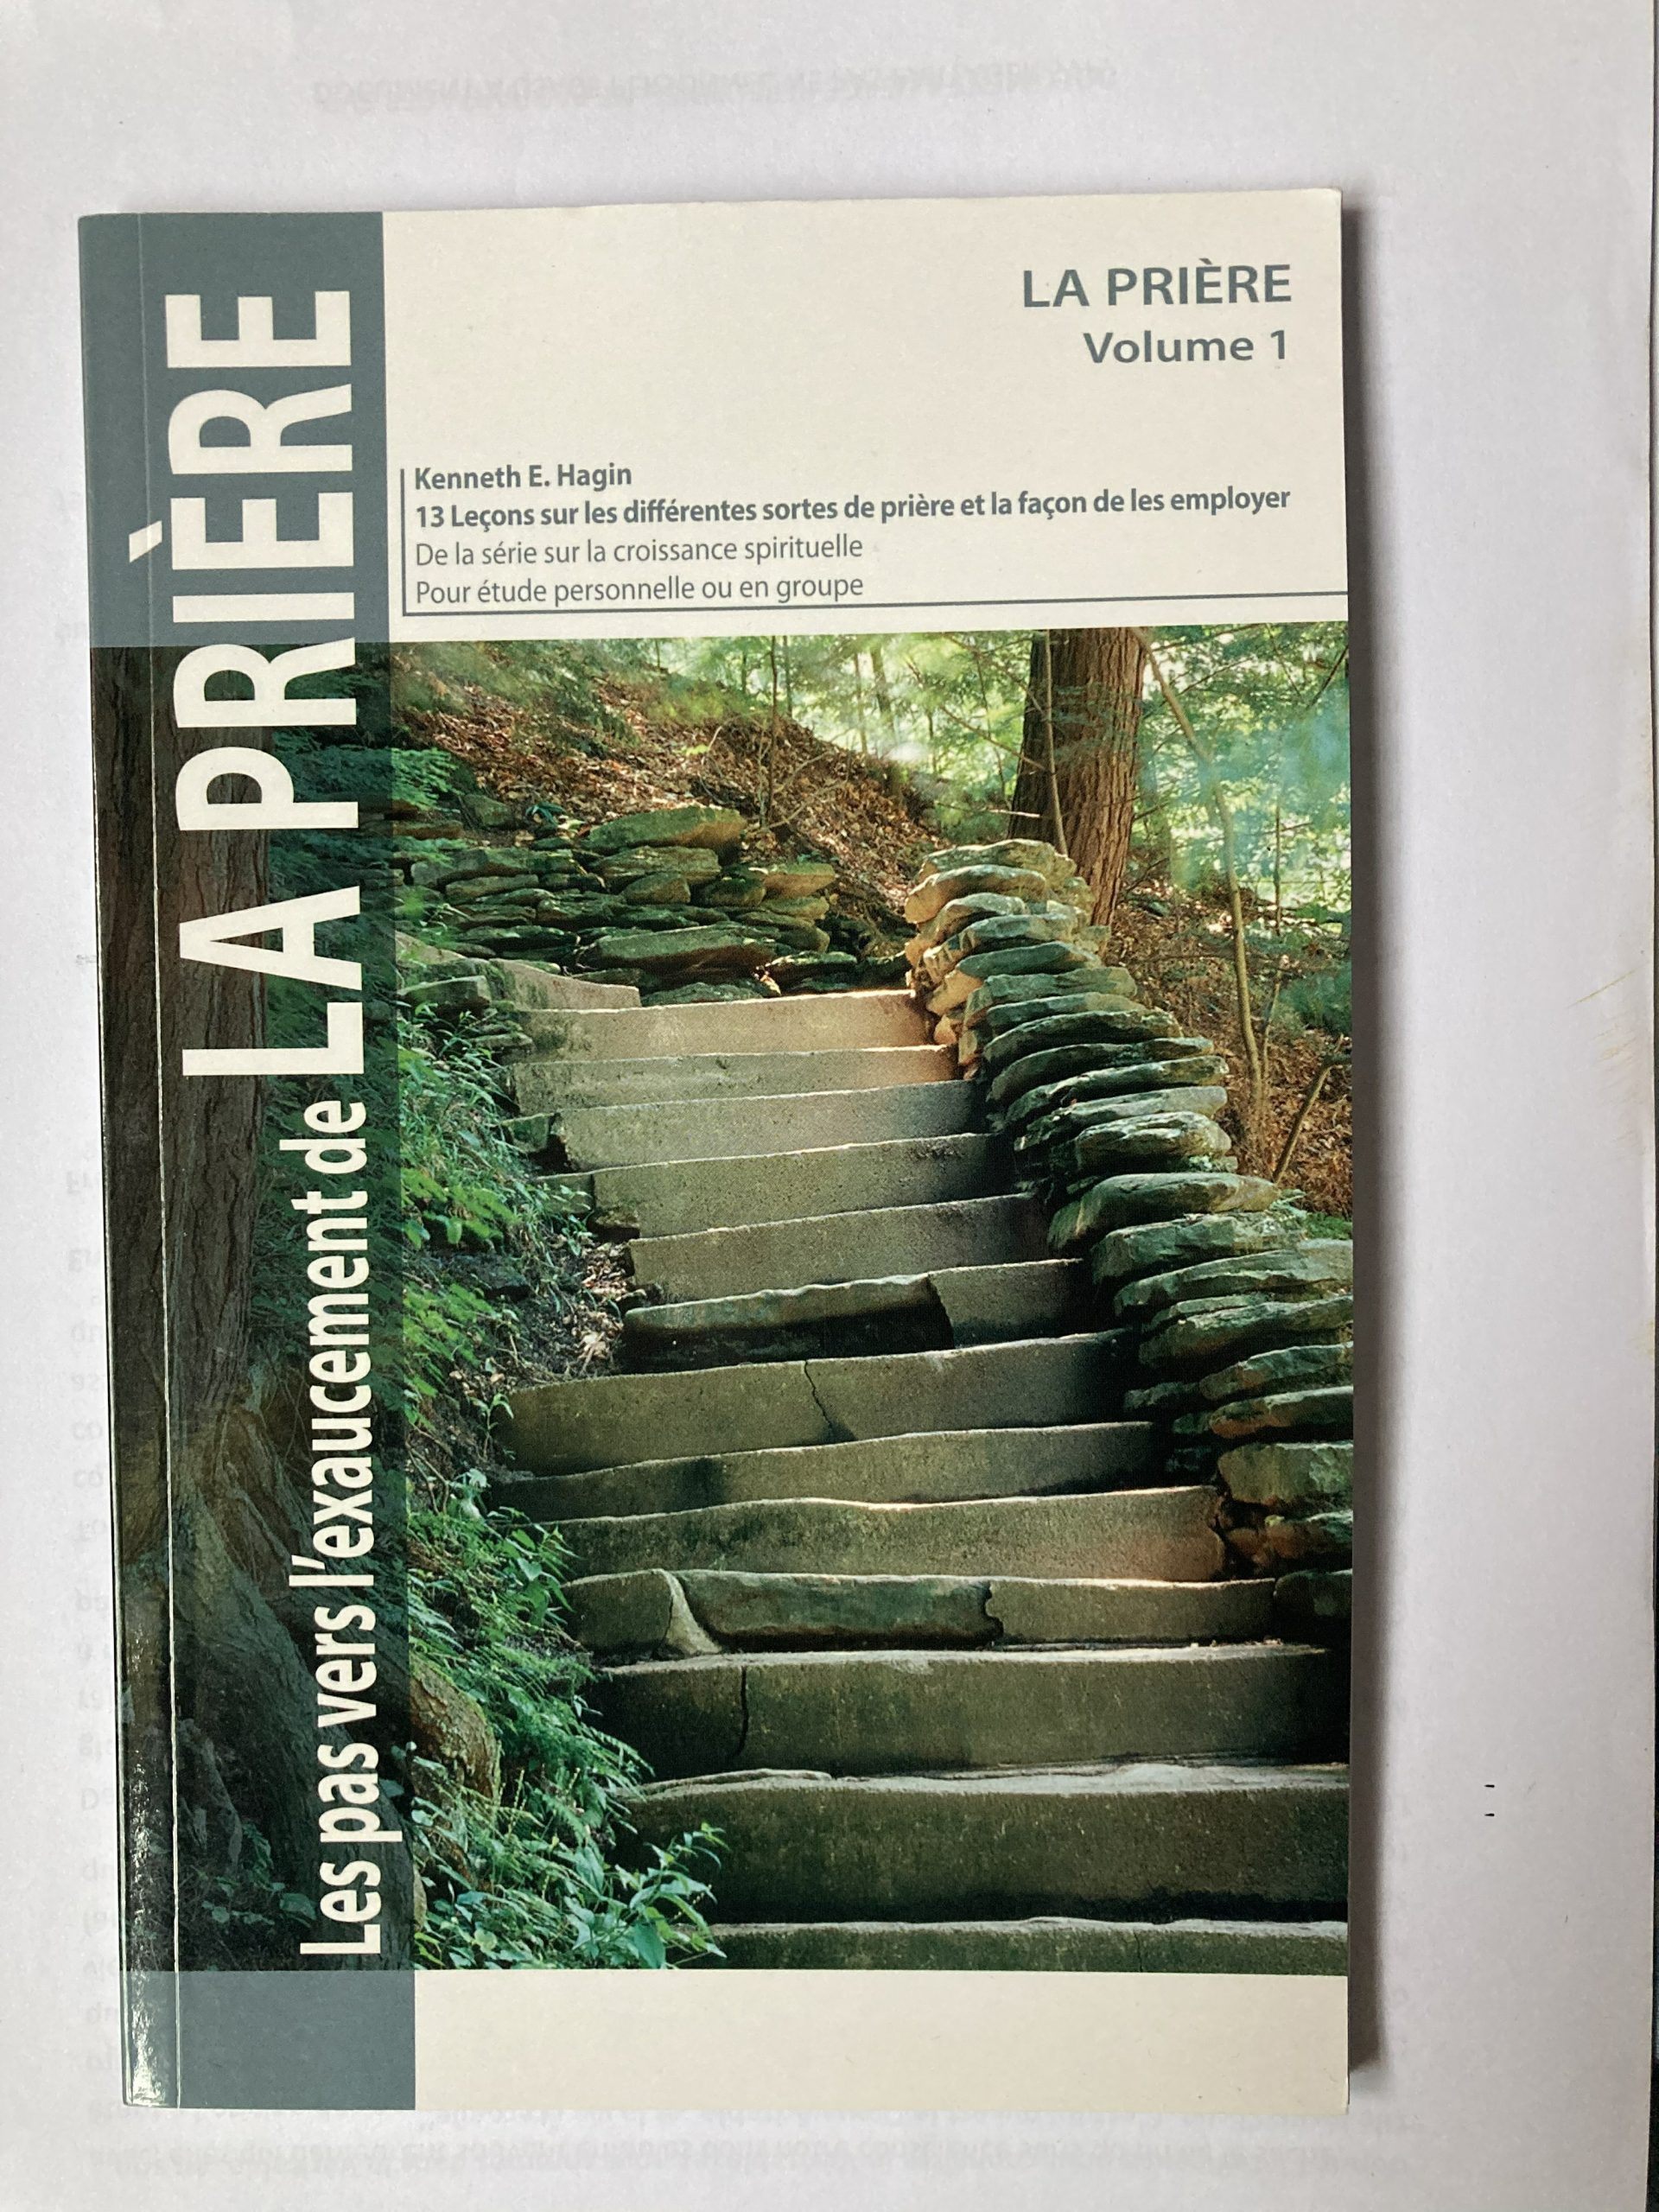 LA PRIÈRE
Volume 1
Kenneth E. Hagin
13 Leçons sur les différentes sortes de prière et la façon de les employer
De la série sur la croissance spirituelle
Pour étude personnelle ou en groupe
Les pas vers l'exaucement de LA PRIÈRE